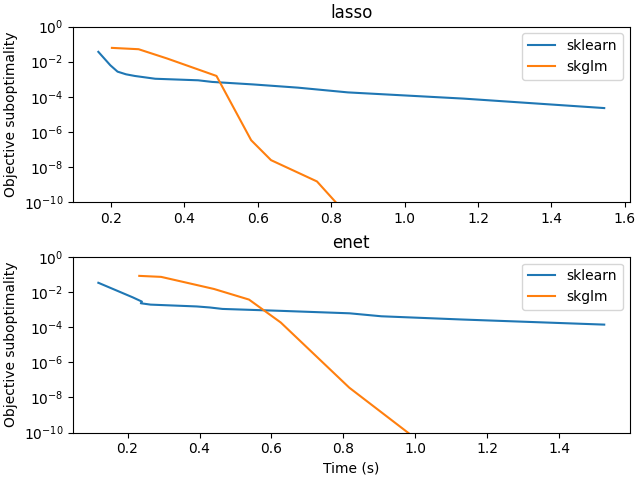 lasso
Objective suboptimality
10^0
10^−2
10^−4
10^−6
10^−8
10^−10
sklearn
skglm
0.2 0.4 0.6 0.8 1.0 1.2 1.4 1.6
enet
Objective suboptimality
10^0
10^−2
10^−4
10^−6
10^−8
10^−10
sklearn
skglm
0.2 0.4 0.6 0.8 1.0 1.2 1.4
Time (s)